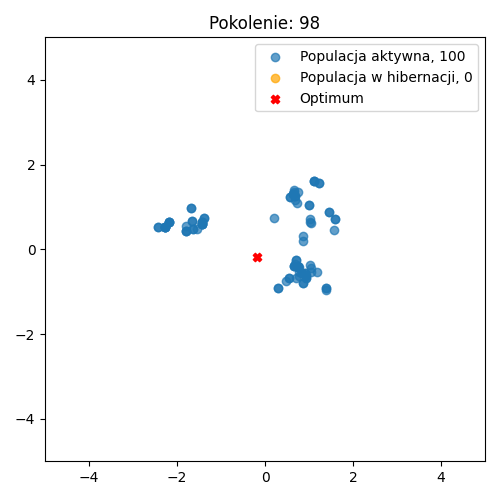 Pokolenie: 98
Populacja aktywna, 100
Populacja w hibernacji, 0
Optimum
4
2
0
−2
−4
−4 −2 0 2 4